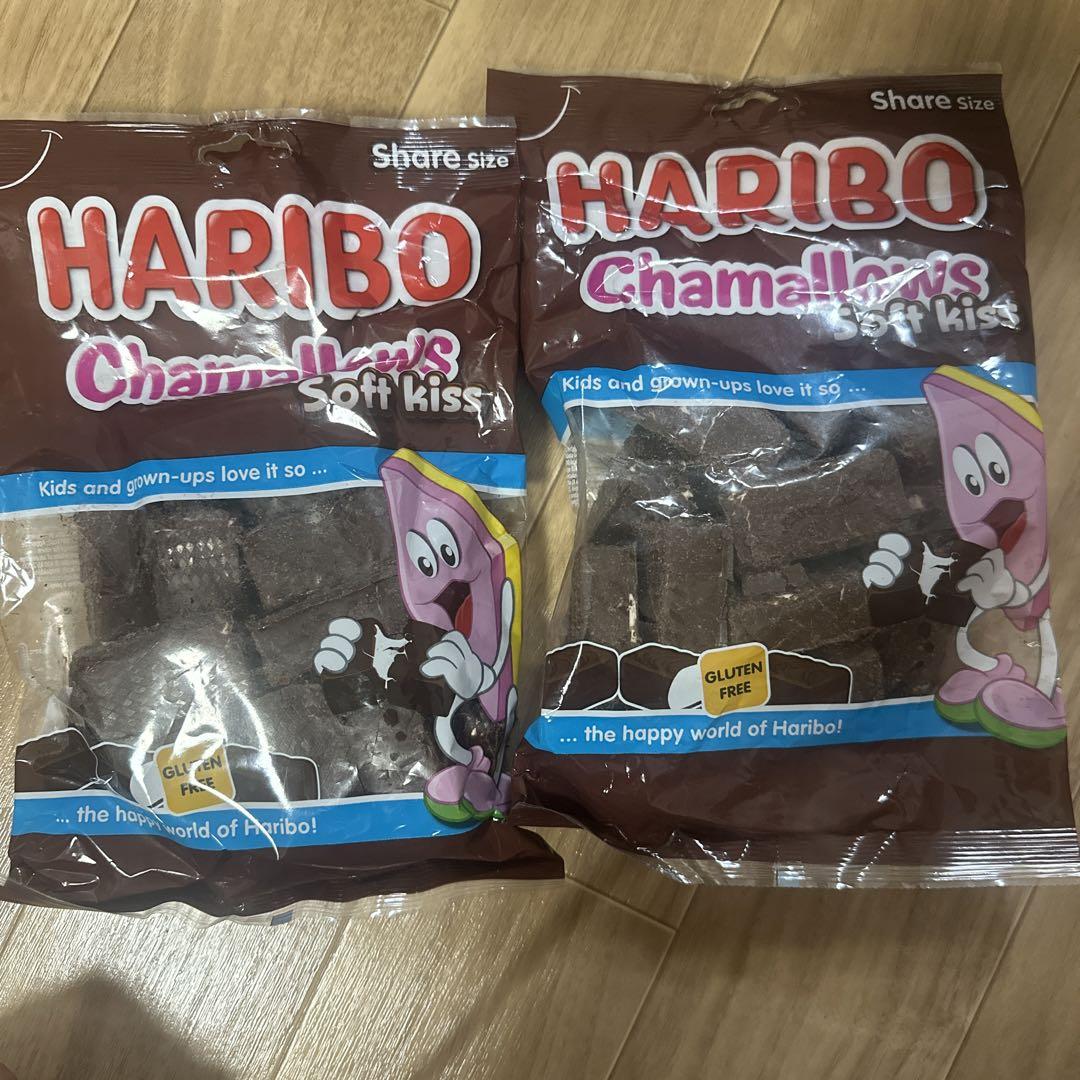 Share Size
HARIBO
Chamallows
Soft kiss
Kids and grown-ups love it so ...
GLUTEN
FREE
... the happy world of Haribo!
Share Size
HARIBO
Chamallows
Soft kiss
Kids and grown-ups love it so ...
GLUTEN
FREE
... the happy world of Haribo!